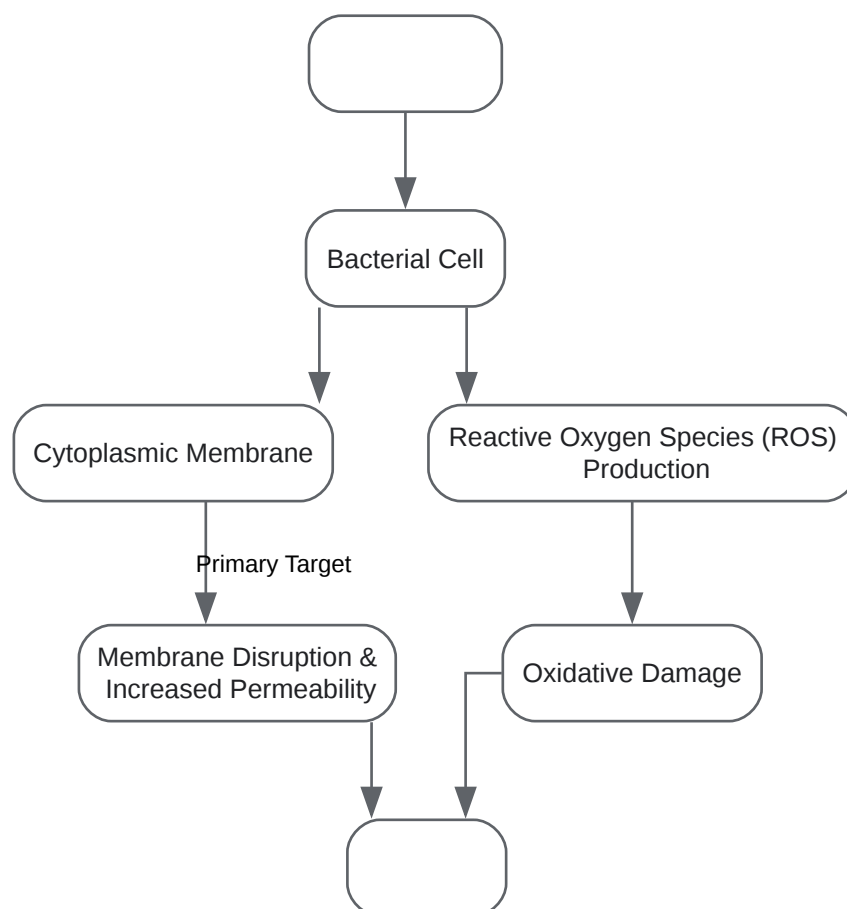 Bacterial Cell
Cytoplasmic Membrane
Reactive Oxygen Species (ROS)
Production
Primary Target
Membrane Disruption &
Increased Permeability
Oxidative Damage